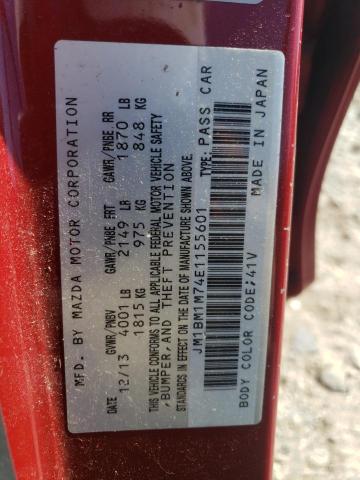 MFD. BY MAZDA MOTOR CORPORATION
DATE GVWR/PNBV GAWR/PNBE FRT GAWR/PNBE RR
12/13 4001 LB 2149 LB 1870 LB
1815 KG 975 KG 848 KG
THIS VEHICLE CONFORMS TO ALL APPLICABLE FEDERAL MOTOR VEHICLE SAFETY
,BUMPER,AND THEFT PREVENTION
STANDARDS IN EFFECT ON THE DATE OF MANUFACTURE SHOWN ABOVE.
JM1BM1M74E1155601 TYPE: PASS CAR
BODY COLOR CODE:41V MADE IN JAPAN